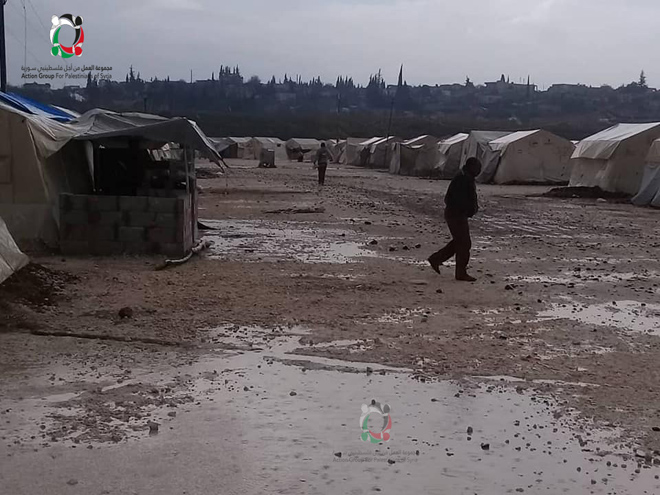 مجموعة العمل من أجل فلسطينيي سورية
Action Group For Palestinians of Syria